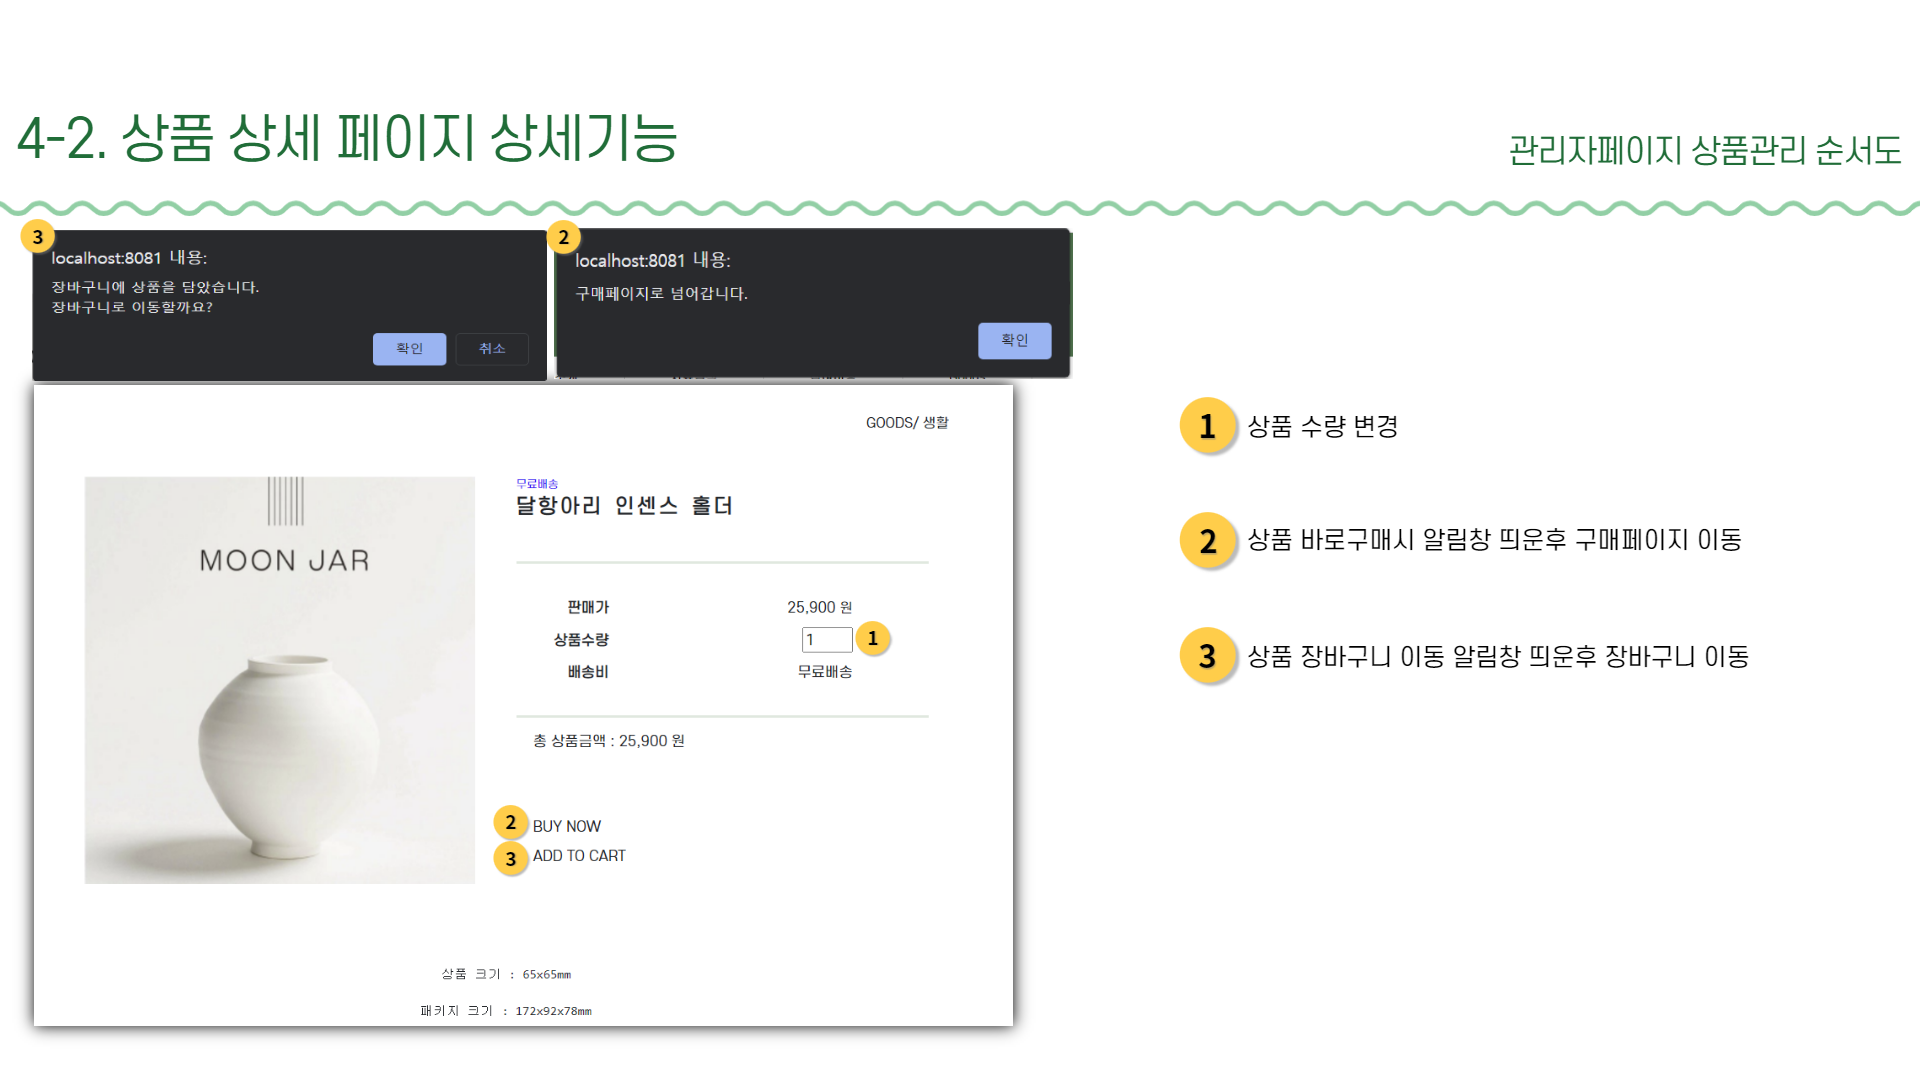 4-2. 상품 상세 페이지 상세기능
관리자페이지 상품관리 순서도
3
localhost:8081 내용:
장바구니에 상품을 담았습니다.
장바구니로 이동할까요?
확인
취소
2
localhost:8081 내용:
구매페이지로 넘어갑니다.
확인
GOODS/ 생활
MOON JAR
무료배송
달항아리 인센스 홀더
판매가 25,900 원
상품수량 1 1
배송비 무료배송
총 상품금액 : 25,900 원
2 BUY NOW
3 ADD TO CART
상품 크기 : 65x65mm
패키지 크기 : 172x92x78mm
1 상품 수량 변경
2 상품 바로구매시 알림창 띄운후 구매페이지 이동
3 상품 장바구니 이동 알림창 띄운후 장바구니 이동